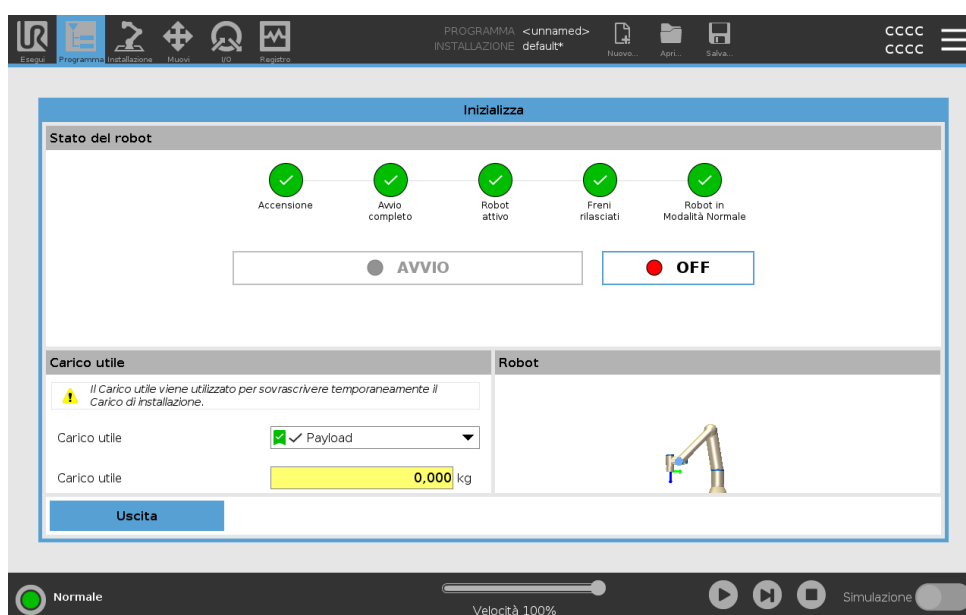 PROGRAMMA <unnamed>
INSTALLAZIONE default*
CCCC
CCCC
Esegui Programma Installazione Muovi I/O Registro
Nuovo... Apri... Salva...
Inizializza
Stato del robot
Accensione
Avvio
completo
Robot
attivo
Freni
rilasciati
Robot in
Modalità Normale
AVVIO
OFF
Carico utile
Robot
Il Carico utile viene utilizzato per sovrascrivere temporaneamente il
Carico di installazione.
Carico utile
Payload
Carico utile
0,000 kg
Uscita
Normale
Velocità 100%
Simulazione